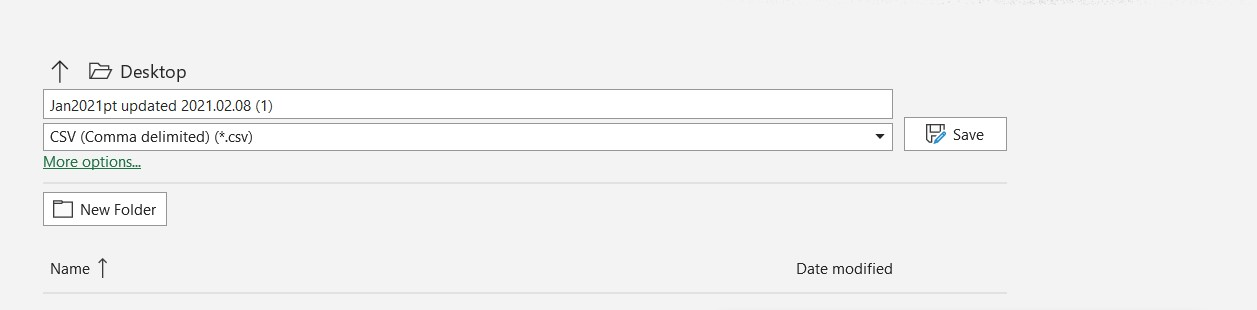 Desktop
Jan2021pt updated 2021.02.08 (1)
CSV (Comma delimited) (*.csv)
Save
More options...
New Folder
Name Date modified